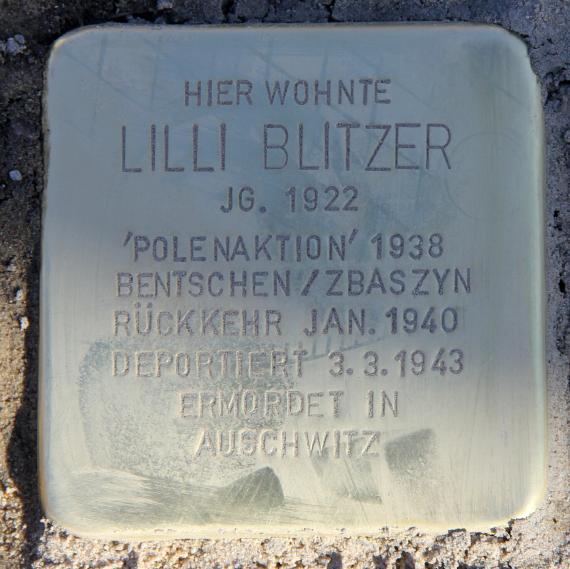 HIER WOHNTE
LILLI BLITZER
JG. 1922
'POLENAKTION' 1938
BENTSCHEN/ZBASZYN
RÜCKKEHR JAN. 1940
DEPORTIERT 3.3.1943
ERMORDET IN
AUSCHWITZ